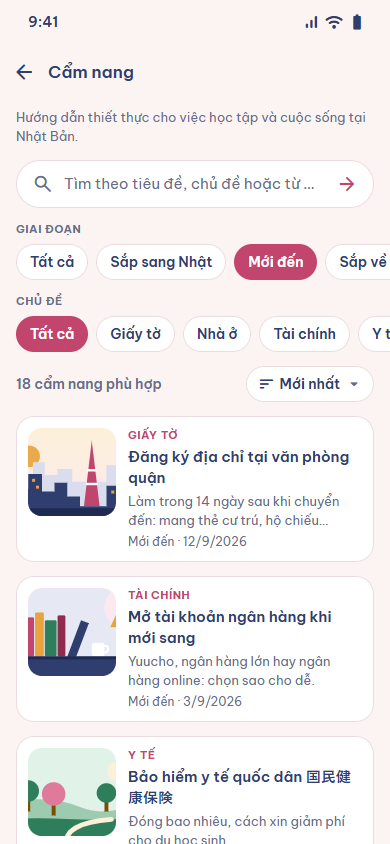 9:41
Cẩm nang
Hướng dẫn thiết thực cho việc học tập và cuộc sống tại
Nhật Bản.
Tìm theo tiêu đề, chủ đề hoặc từ ...
GIAI ĐOẠN
Tất cả
Sắp sang Nhật
Mới đến
Sắp về
CHỦ ĐỀ
Tất cả
Giấy tờ
Nhà ở
Tài chính
Y t
18 cẩm nang phù hợp
Mới nhất
GIẤY TỜ
Đăng ký địa chỉ tại văn phòng
quận
Làm trong 14 ngày sau khi chuyển
đến: mang thẻ cư trú, hộ chiếu...
Mới đến · 12/9/2026
TÀI CHÍNH
Mở tài khoản ngân hàng khi
mới sang
Yuucho, ngân hàng lớn hay ngân
hàng online: chọn sao cho dễ.
Mới đến · 3/9/2026
Y TẾ
Bảo hiểm y tế quốc dân 国民健
康保険
Đóng bao nhiêu, cách xin giảm phí
cho du học sinh